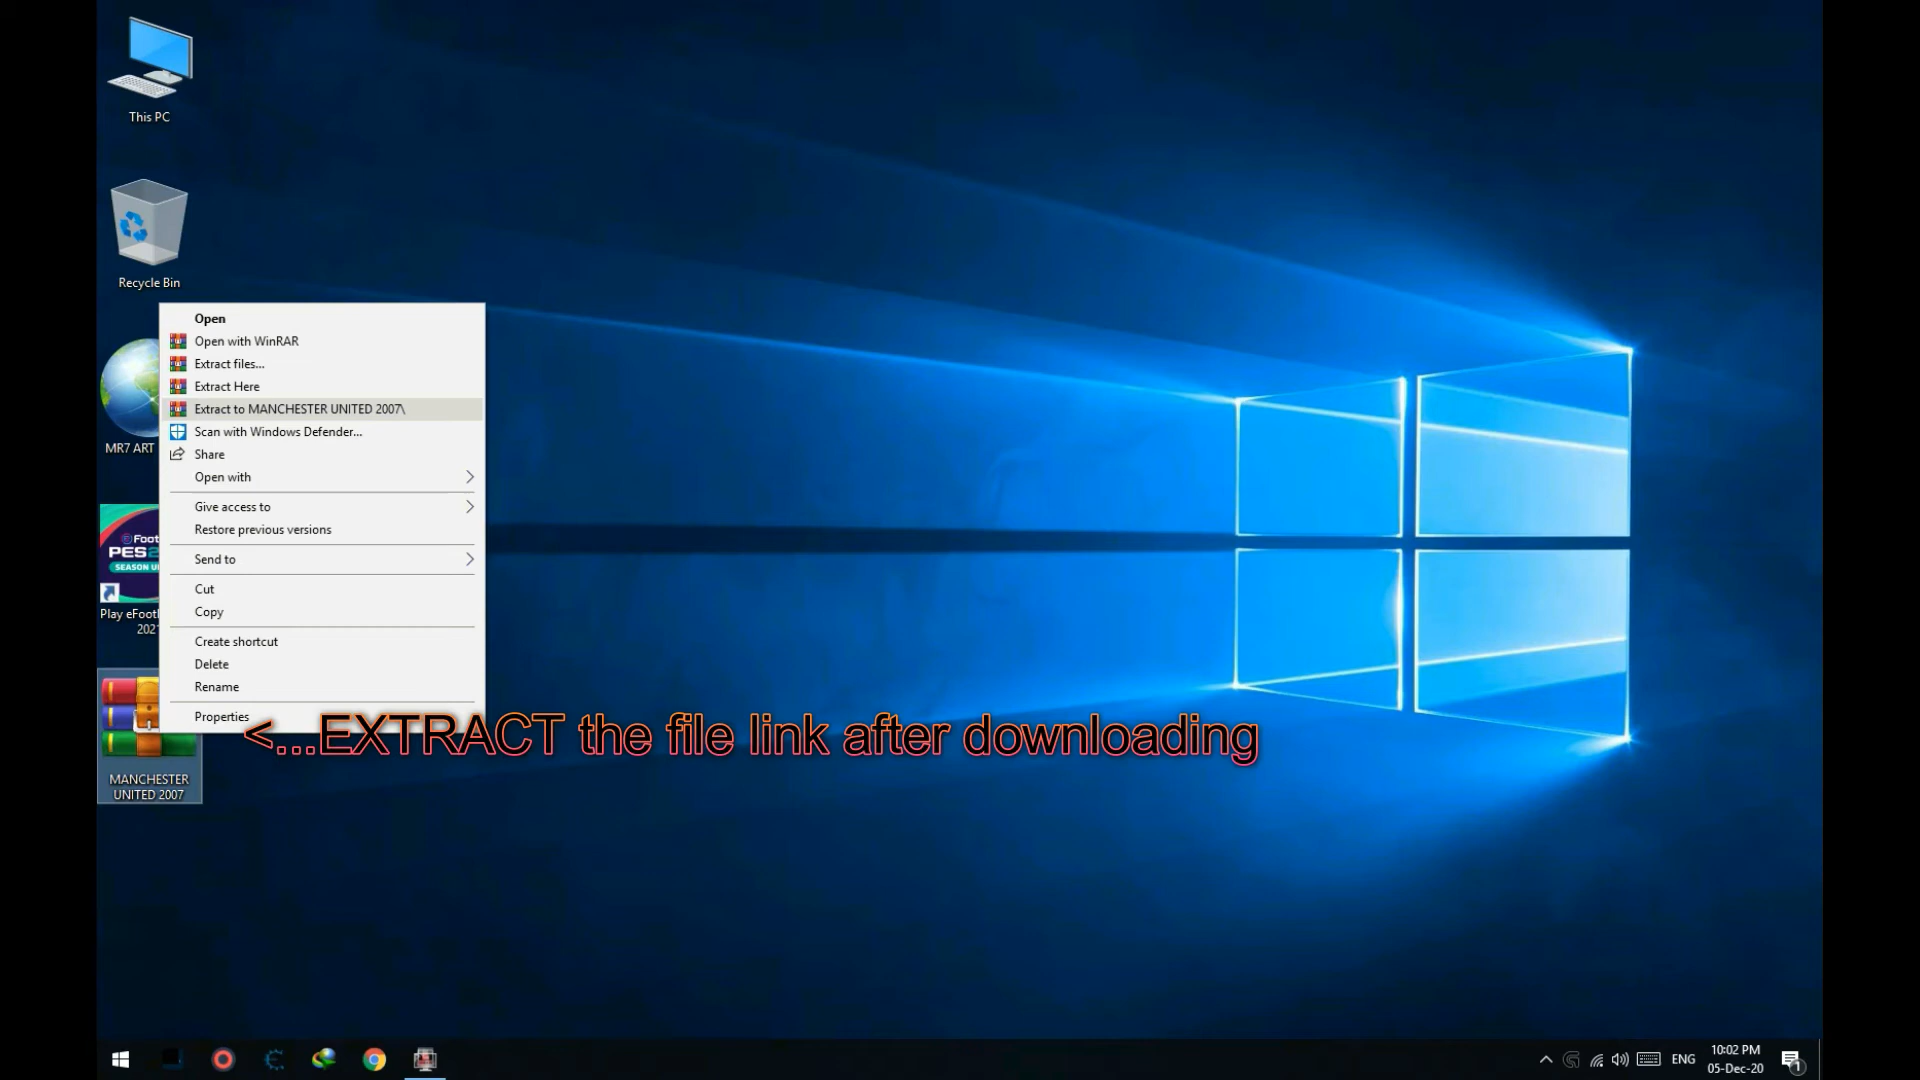 This PC
Recycle Bin
Open
Open with WinRAR
Extract files...
Extract Here
Extract to MANCHESTER UNITED 2007\
Scan with Windows Defender...
Share
Open with
Give access to
Restore previous versions
Send to
Cut
Copy
Create shortcut
Delete
Rename
Properties
MR7 ART
SEASON
Play
<...EXTRACT the file link after downloading
MANCHESTER
UNITED 2007
ENG
10:02 PM
05-Dec-20
1